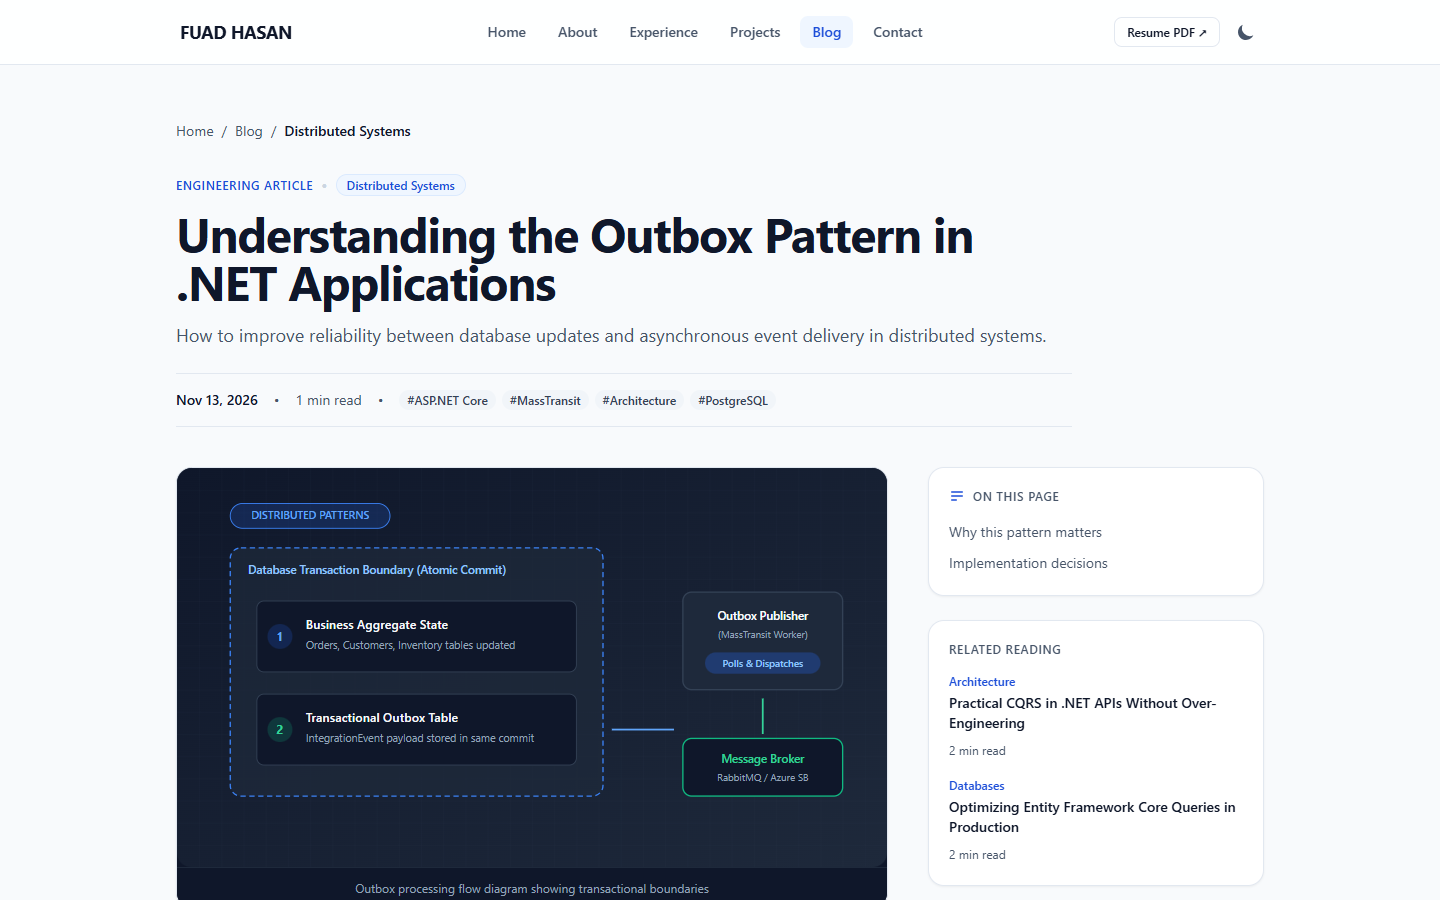 FUAD HASAN
Home
About
Experience
Projects
Blog
Contact
Resume PDF ↗
Home / Blog / Distributed Systems
ENGINEERING ARTICLE • Distributed Systems
Understanding the Outbox Pattern in
.NET Applications
How to improve reliability between database updates and asynchronous event delivery in distributed systems.
Nov 13, 2026 • 1 min read • #ASP.NET Core #MassTransit #Architecture #PostgreSQL
DISTRIBUTED PATTERNS
Database Transaction Boundary (Atomic Commit)
1
Business Aggregate State
Orders, Customers, Inventory tables updated
2
Transactional Outbox Table
IntegrationEvent payload stored in same commit
Outbox Publisher
(MassTransit Worker)
Polls & Dispatches
Message Broker
RabbitMQ / Azure SB
Outbox processing flow diagram showing transactional boundaries
ON THIS PAGE
Why this pattern matters
Implementation decisions
RELATED READING
Architecture
Practical CQRS in .NET APIs Without Over-
Engineering
2 min read
Databases
Optimizing Entity Framework Core Queries in
Production
2 min read